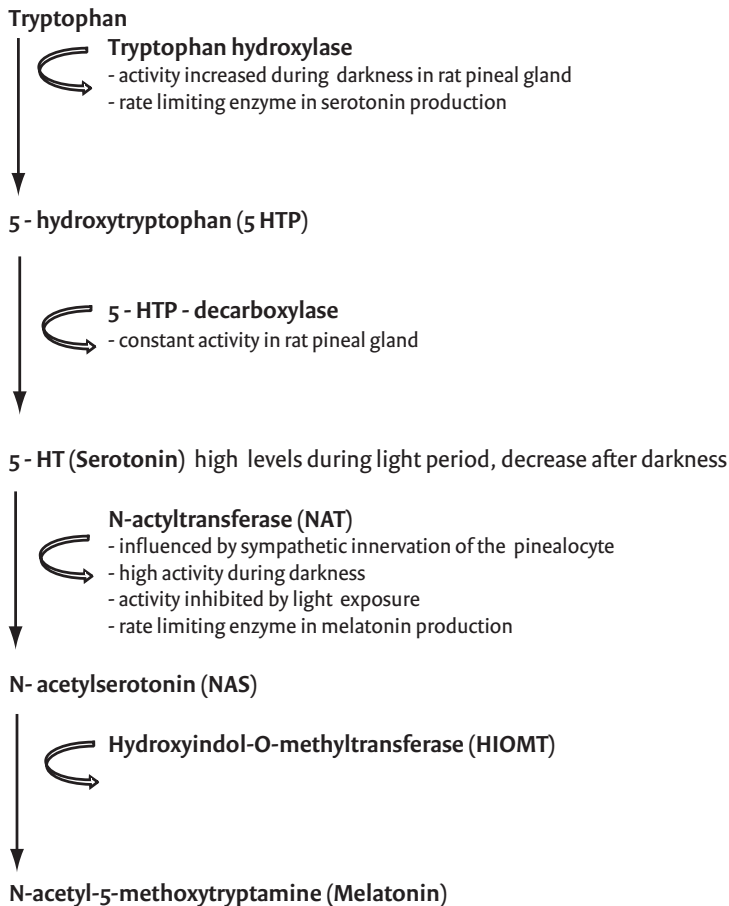 Tryptophan
Tryptophan hydroxylase
- activity increased during darkness in rat pineal gland
- rate limiting enzyme in serotonin production
5 - hydroxytryptophan (5 HTP)
5 - HTP - decarboxylase
- constant activity in rat pineal gland
5 - HT (Serotonin) high levels during light period, decrease after darkness
N-actyltransferase (NAT)
- influenced by sympathetic innervation of the pinealocyte
- high activity during darkness
- activity inhibited by light exposure
- rate limiting enzyme in melatonin production
N- acetylserotonin (NAS)
Hydroxyindol-O-methyltransferase (HIOMT)
N-acetyl-5-methoxytryptamine (Melatonin)